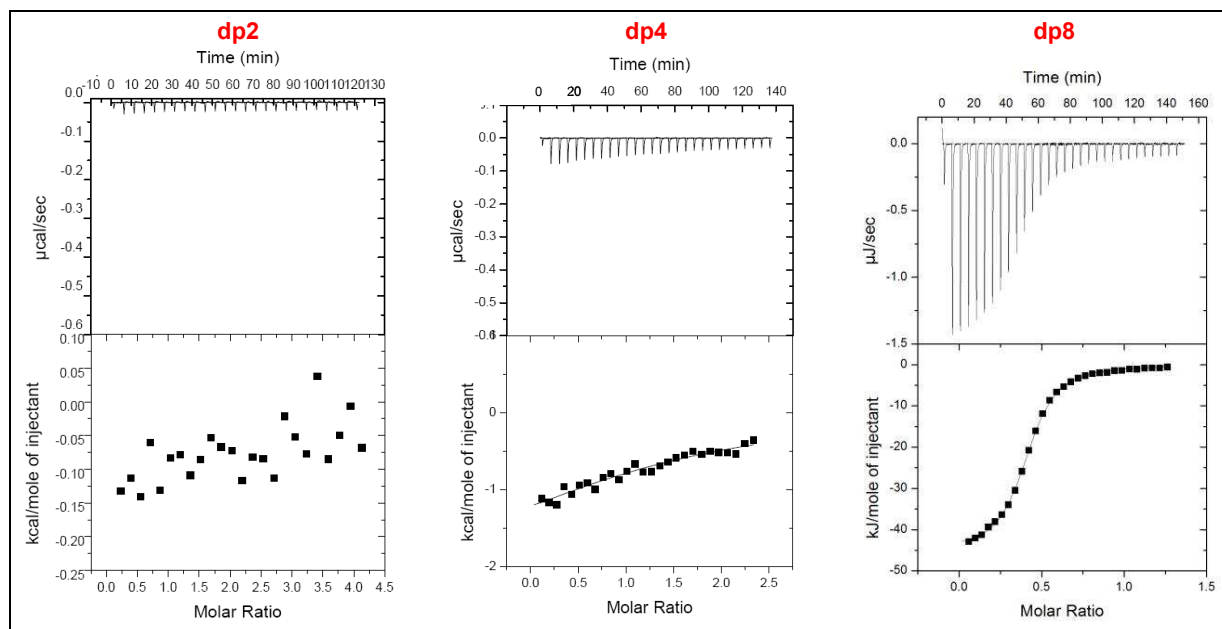 dp2
Time (min)
-10 0 10 20 30 40 50 60 70 80 90 100 110 120 130
0.0
-0.1
-0.2
-0.3
-0.4
-0.5
-0.6
µcal/sec
0.10
0.05
0.00
-0.05
-0.10
-0.15
-0.20
-0.25
kcal/mole of injectant
0.0 0.5 1.0 1.5 2.0 2.5 3.0 3.5 4.0 4.5
Molar Ratio
dp4
Time (min)
0 20 40 60 80 100 120 140
0.1
0.0
-0.1
-0.2
-0.3
-0.4
-0.5
-0.6
µcal/sec
0
-1
-2
kcal/mole of injectant
0.0 0.5 1.0 1.5 2.0 2.5
Molar Ratio
dp8
Time (min)
0 20 40 60 80 100 120 140 160
0.0
-0.5
-1.0
-1.5
µJ/sec
0
-10
-20
-30
-40
-50
kJ/mole of injectant
0.0 0.5 1.0 1.5
Molar Ratio